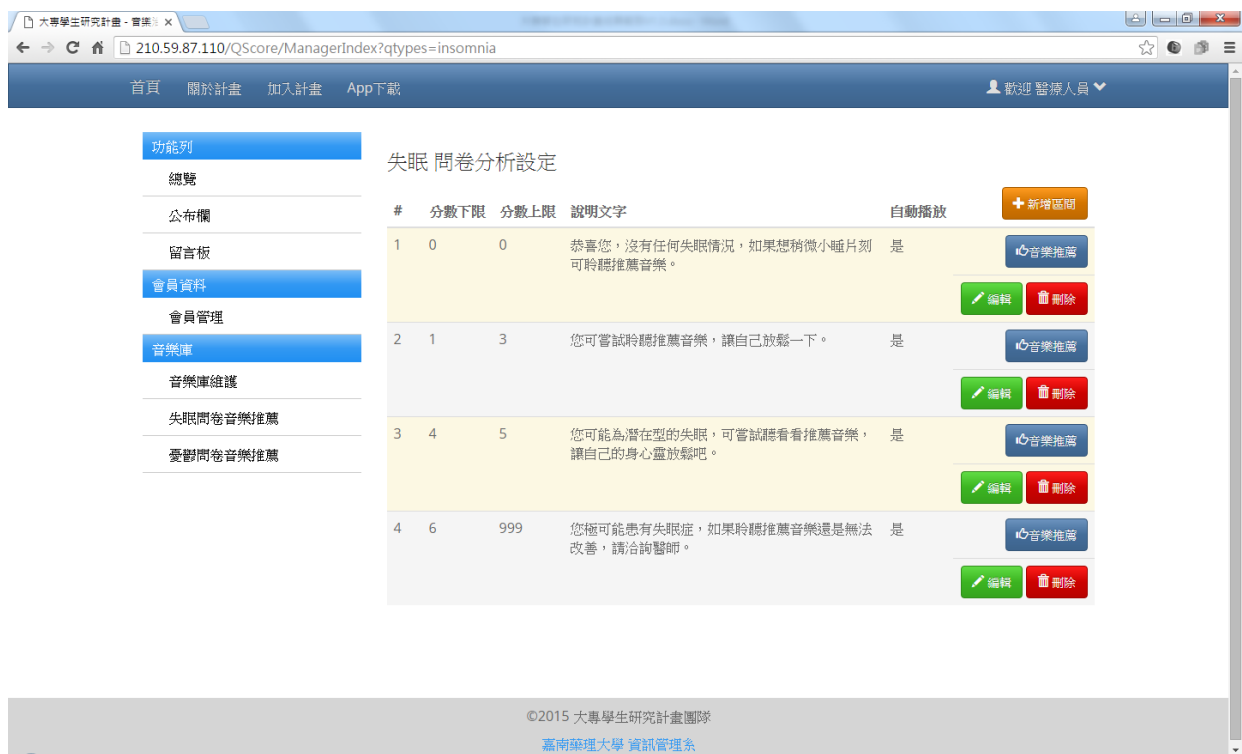 大專學生研究計畫 - 音樂
210.59.87.110/QScore/ManagerIndex?qtypes=insomnia
首頁 關於計畫 加入計畫 App下載 歡迎 醫療人員
功能列
總覽
公布欄
留言板
會員資料
會員管理
音樂庫
音樂庫維護
失眠問卷音樂推薦
憂鬱問卷音樂推薦
失眠 問卷分析設定
# 分數下限 分數上限 說明文字 自動播放 新增區間
1 0 0 恭喜您,沒有任何失眠情況,如果想稍微小睡片刻 是 音樂推薦
可聆聽推薦音樂。
編輯 刪除
2 1 3 您可嘗試聆聽推薦音樂,讓自己放鬆一下。 是 音樂推薦
編輯 刪除
3 4 5 您可能為潛在型的失眠,可嘗試聽看看推薦音樂, 是 音樂推薦
讓自己的身心靈放鬆吧。
編輯 刪除
4 6 999 您極可能患有失眠症,如果聆聽推薦音樂還是無法 是 音樂推薦
改善,請洽詢醫師。
編輯 刪除
©2015 大專學生研究計畫團隊
嘉南藥理大學 資訊管理系